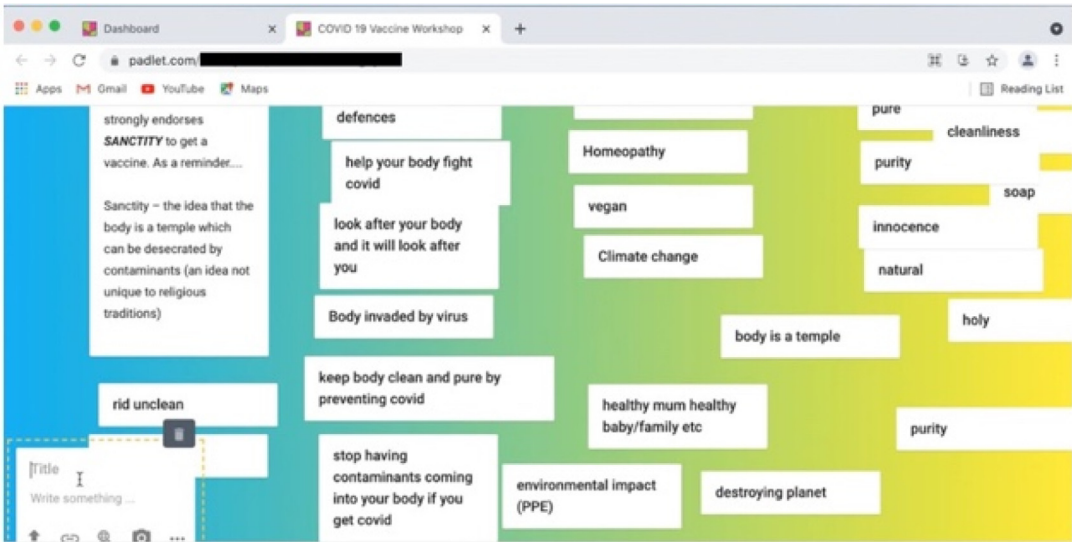 Dashboard
COVID 19 Vaccine Workshop
padlet.com/
Apps
Gmail
YouTube
Maps
Reading List
strongly endorses
SANCTITY to get a
vaccine. As a reminder....
Sanctity – the idea that the
body is a temple which
can be desecrated by
contaminants (an idea not
unique to religious
traditions)
rid unclean
Title
Write something ...
defences
help your body fight
covid
look after your body
and it will look after
you
Body invaded by virus
keep body clean and pure by
preventing covid
stop having
contaminants coming
into your body if you
get covid
Homeopathy
vegan
Climate change
healthy mum healthy
baby/family etc
environmental impact
(PPE)
body is a temple
destroying planet
pure
cleanliness
purity
soap
innocence
natural
holy
purity